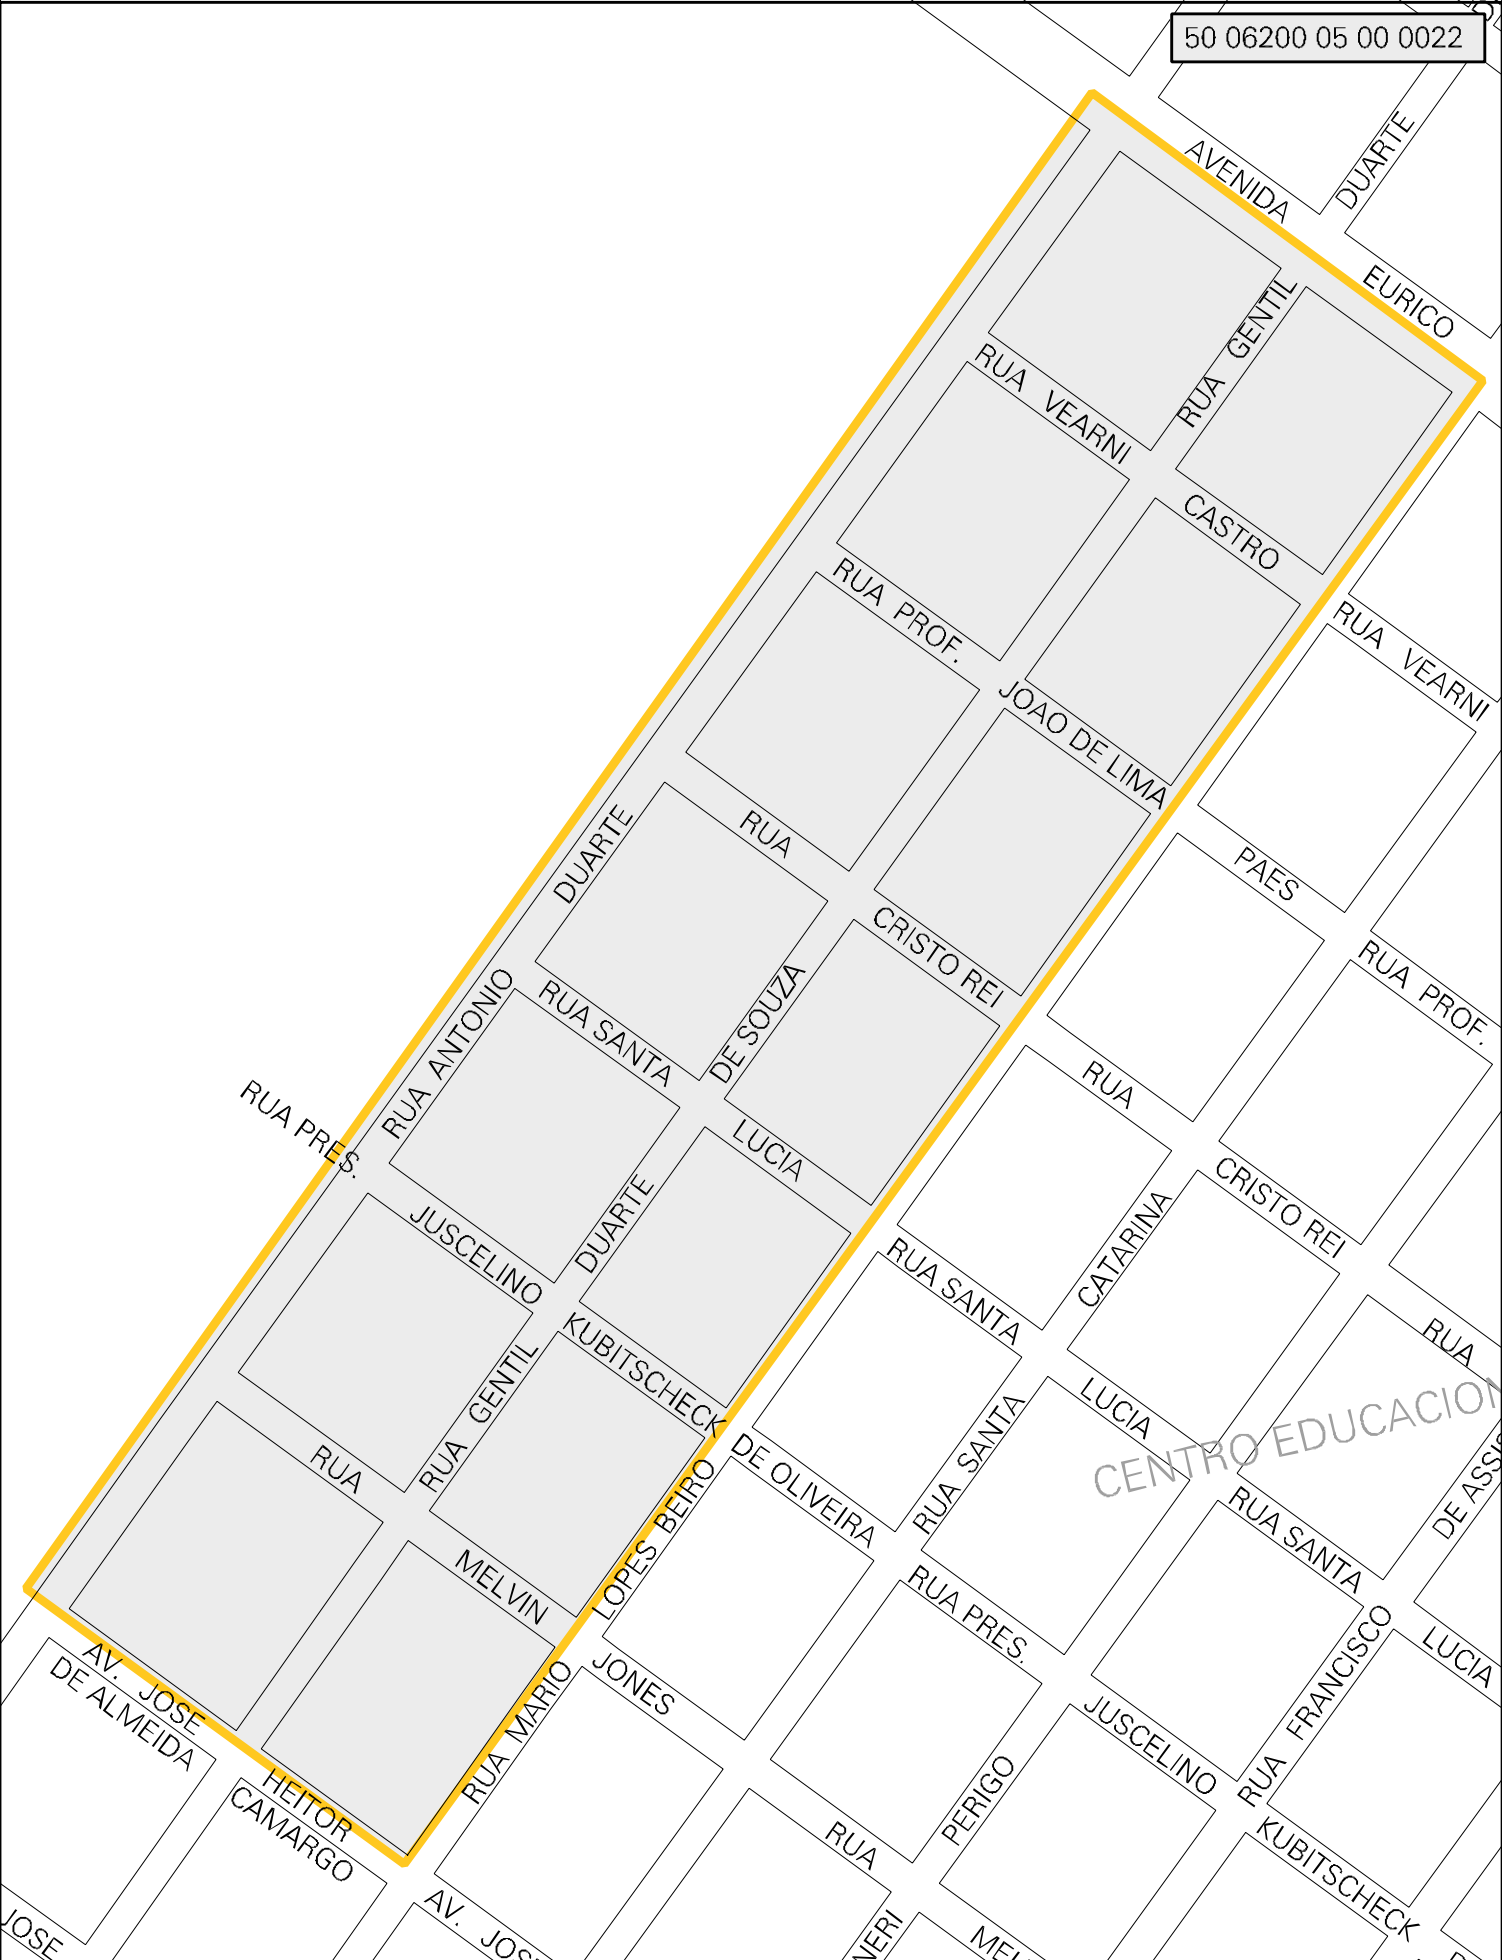 50 06200 05 00 0022
AVENIDA
DUARTE
EURICO
RUA GENTIL
RUA VEARNI
CASTRO
RUA PROF.
JOAO DE LIMA
RUA VEARNI
DUARTE
RUA
CRISTO REI
PAES
RUA PROF.
RUA ANTONIO
RUA SANTA
DE SOUZA
RUA PRES.
LUCIA
RUA
CRISTO REI
DUARTE
JUSCELINO
KUBITSCHECK
RUA SANTA
CATARINA
RUA
RUA GENTIL
LUCIA
CENTRO EDUCACION
RUA
DE OLIVEIRA
RUA SANTA
RUA SANTA
DE ASSIS
MELVIN
LOPES BEIRO
RUA PRES.
LUCIA
AV. JOSE
DE ALMEIDA
JONES
RUA MARIO
JUSCELINO
RUA FRANCISCO
HEITOR
CAMARGO
RUA
PERIGO
KUBITSCHECK
JOSE
AV. JOSE
NERI